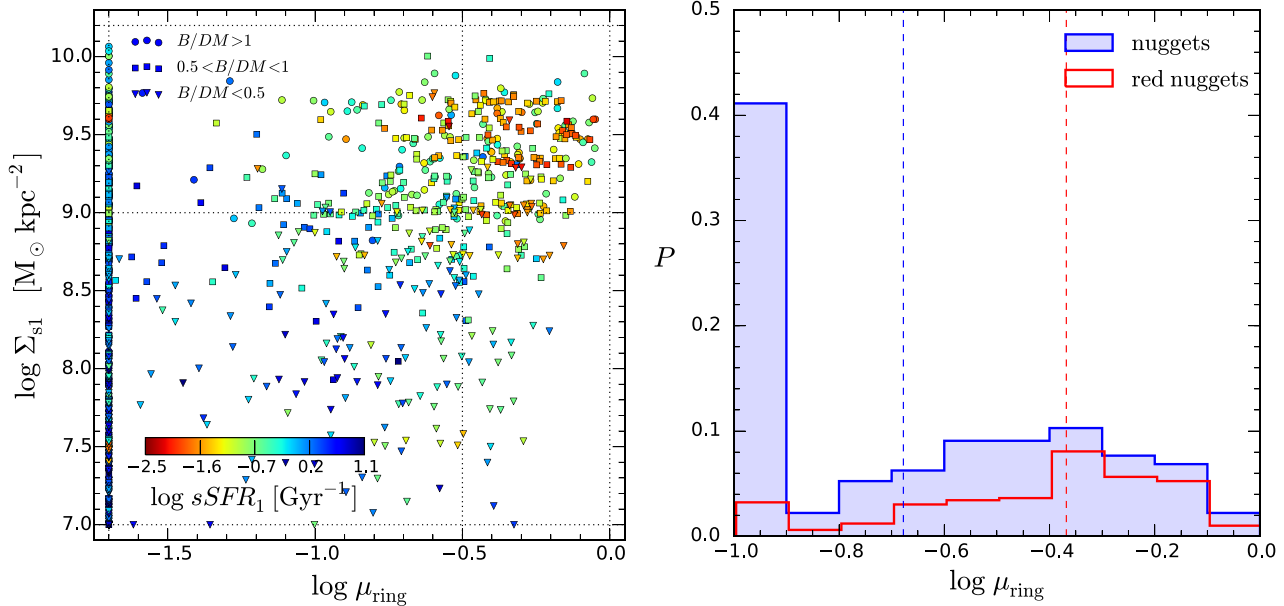 10.0
9.5
9.0
8.5
8.0
7.5
7.0
log Σs1 [M⊙ kpc−2]
B/DM>1
0.5<B/DM<1
B/DM<0.5
−2.5 −1.6 −0.7 0.2 1.1
log sSFR1 [Gyr−1]
−1.5 −1.0 −0.5 0.0
log μring
0.5
0.4
0.3
0.2
0.1
0.0
P
nuggets
red nuggets
−1.0 −0.8 −0.6 −0.4 −0.2 0.0
log μring